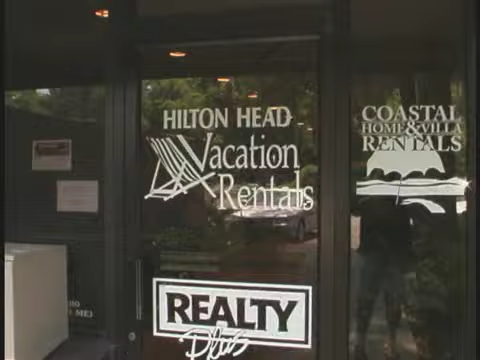 HILTON HEAD
Vacation
Rentals
COASTAL
HOME & VILLA
RENTALS
REALTY
Plus